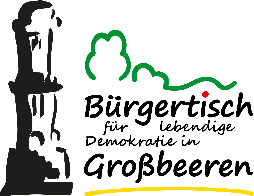 Bürgertisch
für lebendige
Demokratie in
Großbeeren